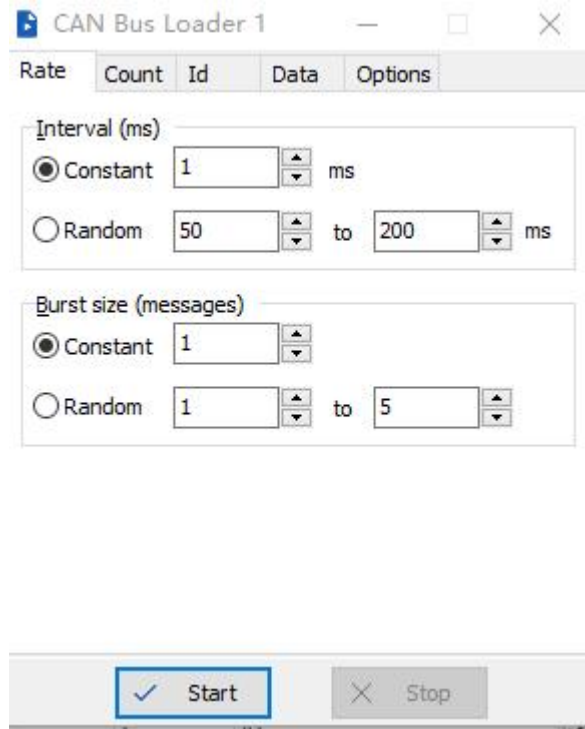 CAN Bus Loader 1
Rate Count Id Data Options
Interval (ms)
Constant 1 ms
Random 50 to 200 ms
Burst size (messages)
Constant 1
Random 1 to 5
Start Stop